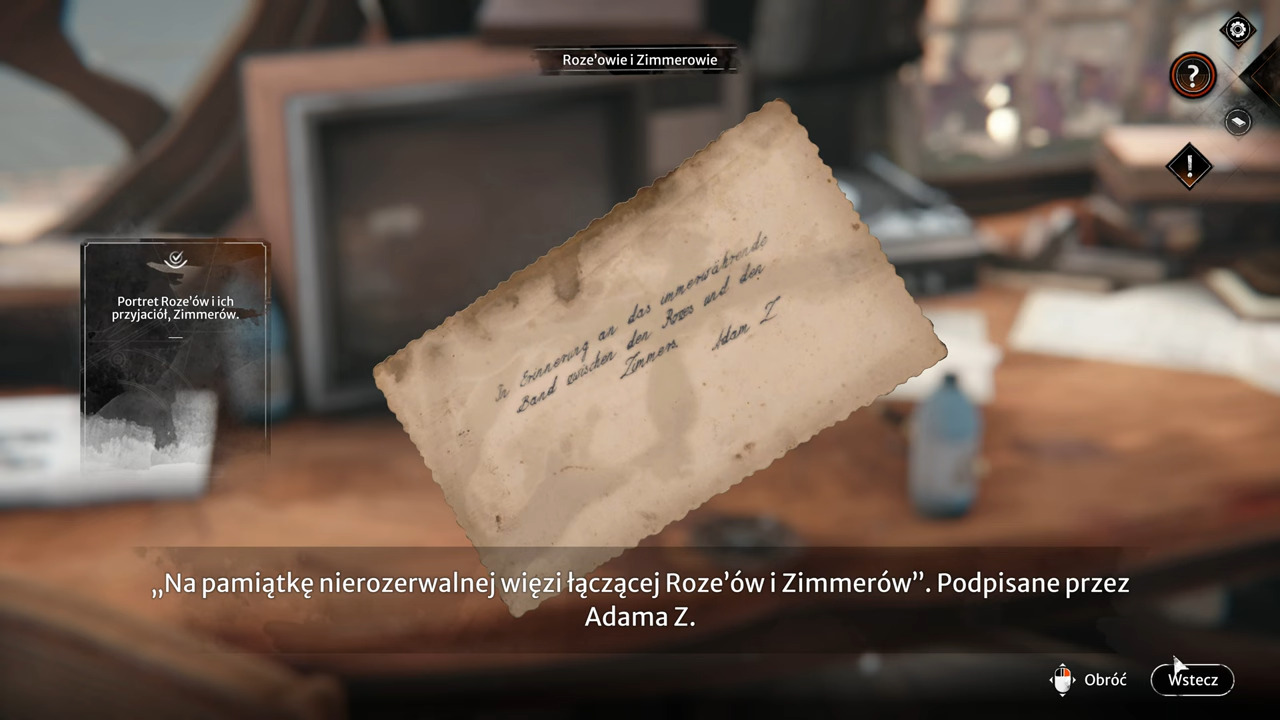 Roze’owie i Zimmerowie
?
!
Portret Roze’ów i ich
przyjaciół, Zimmerów.
In Erinnerung an das immerwährende
Band zwischen den Rozes und den
Zimmers. Adam Z
„Na pamiątkę nierozerwalnej więzi łączącej Roze’ów i Zimmerów”. Podpisane przez
Adama Z.
Obróć
Wstecz